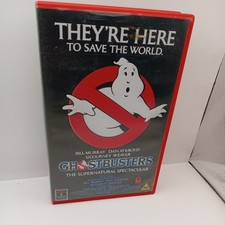 THEY'RE HERE
TO SAVE THE WORLD.
BILL MURRAY DAN AYKROYD
SIGOURNEY WEAVER
GHOSTBUSTERS
THE SUPERNATURAL SPECTACULAR